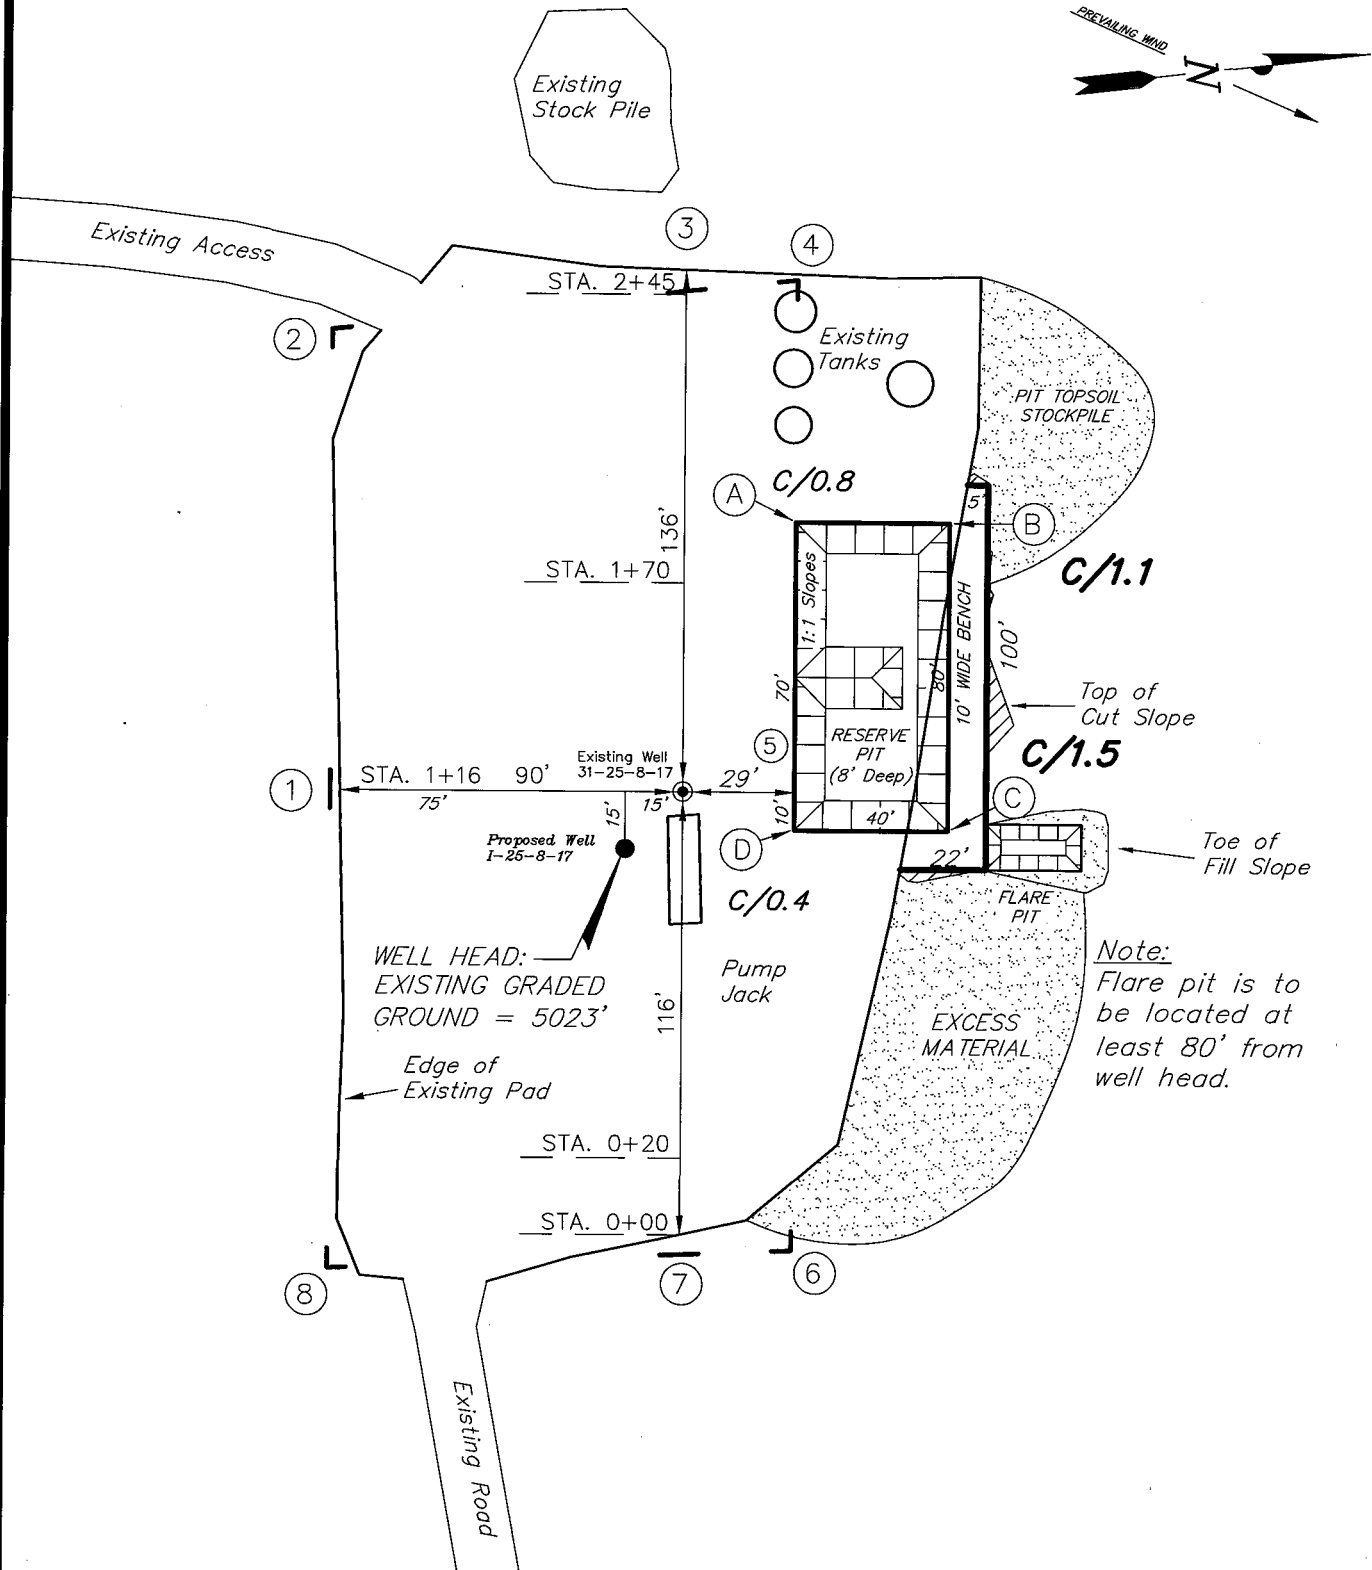 PREVAILING WIND
N
Existing
Stock Pile
Existing Access
3
4
STA. 2+45
2
Existing
Tanks
PIT TOPSOIL
STOCKPILE
C/0.8
A
5'
B
136'
C/1.1
STA. 1+70
1:1 Slopes
10' WIDE BENCH
100'
70'
80'
Top of
Cut Slope
RESERVE
PIT
(8' Deep)
5
C/1.5
Existing Well
31-25-8-17
1
STA. 1+16
90'
29'
75'
15'
15'
10'
40'
C
Proposed Well
I-25-8-17
D
22'
Toe of
Fill Slope
C/0.4
FLARE
PIT
WELL HEAD:
EXISTING GRADED
GROUND = 5023'
Pump
Jack
116'
Note:
Flare pit is to
be located at
least 80' from
well head.
EXCESS
MATERIAL
Edge of
Existing Pad
STA. 0+20
STA. 0+00
8
7
6
Existing Road